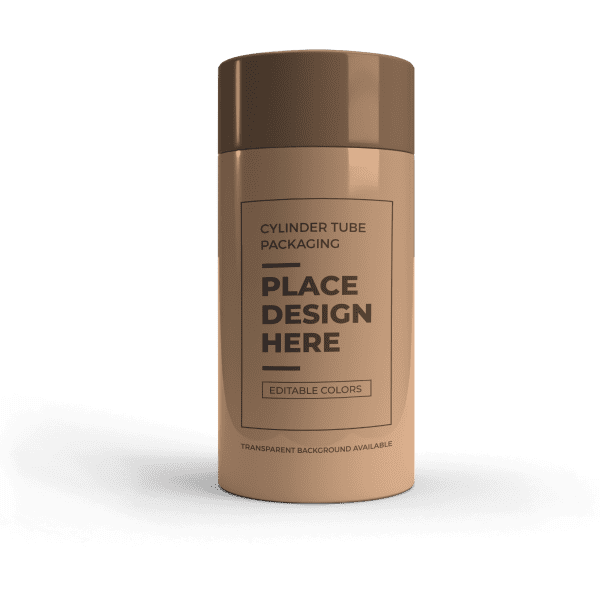 CYLINDER TUBE
PACKAGING
PLACE
DESIGN
HERE
EDITABLE COLORS
TRANSPARENT BACKGROUND AVAILABLE